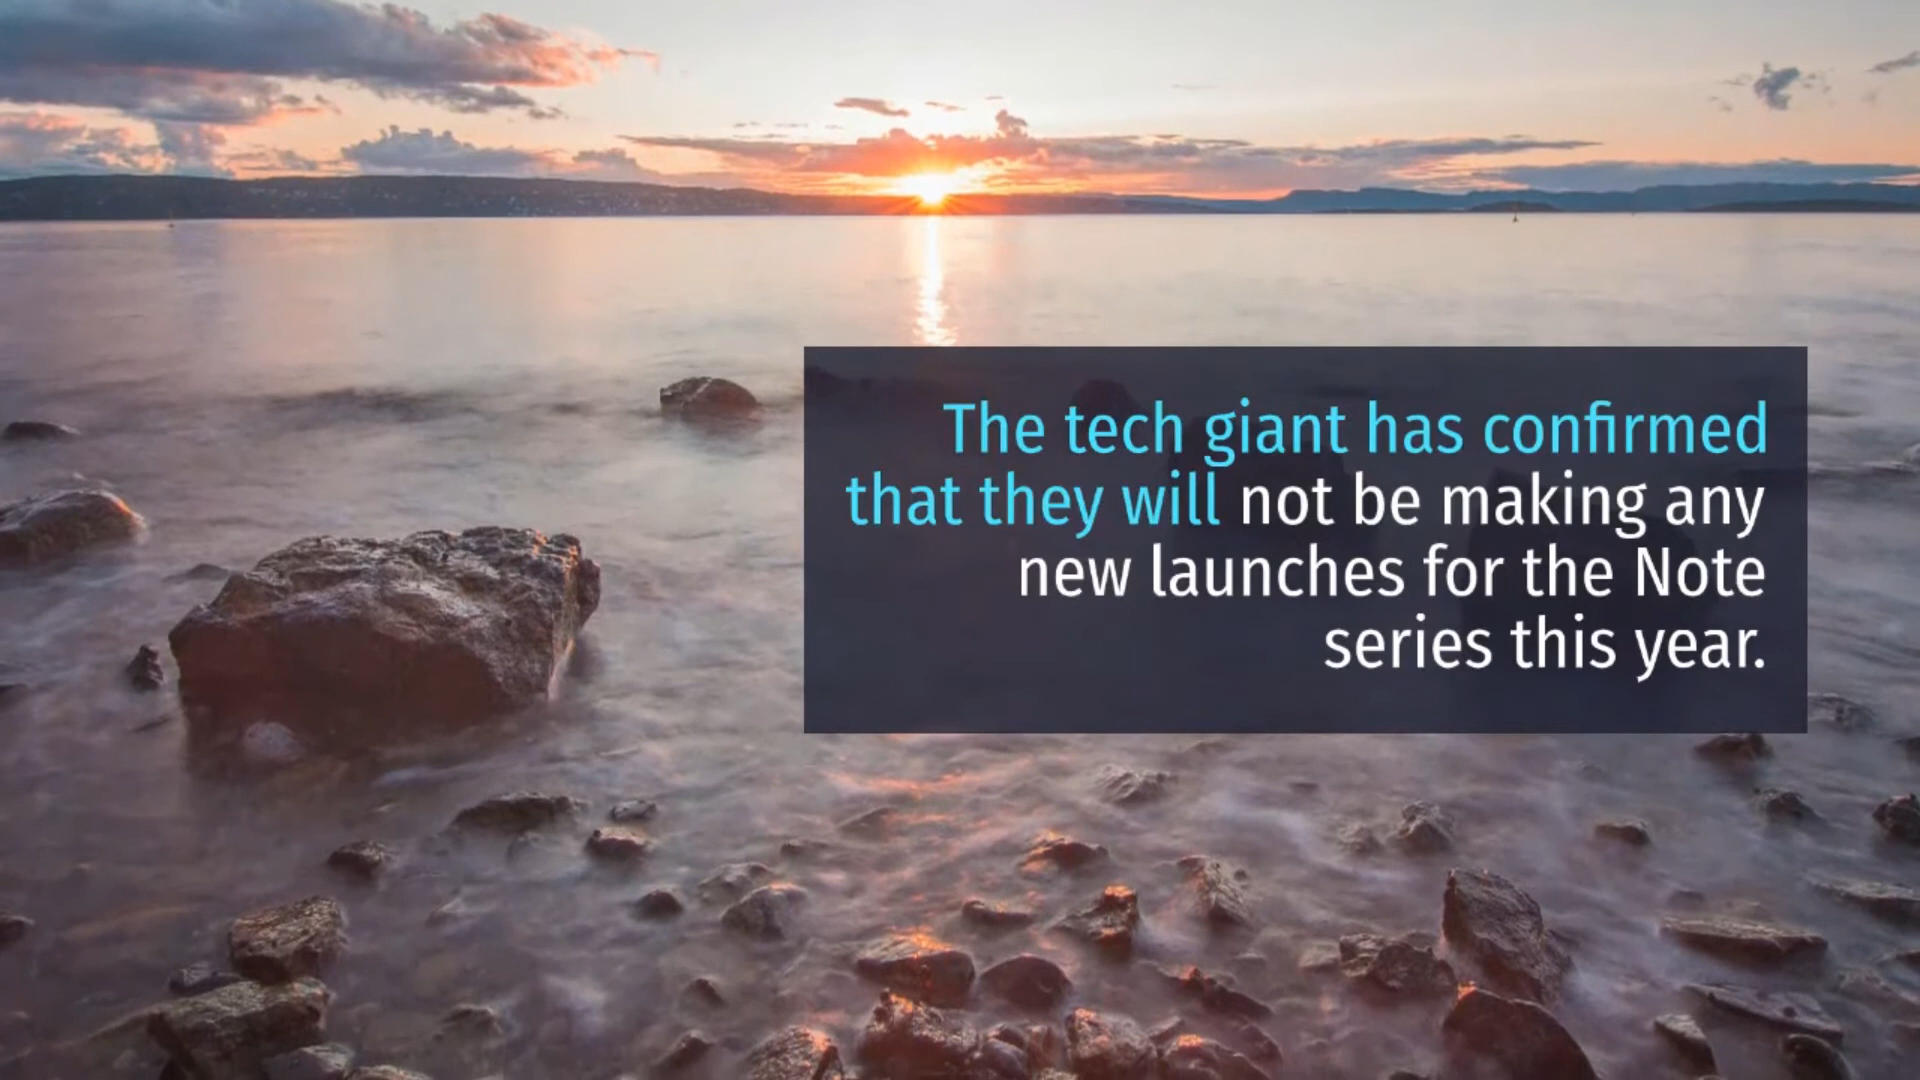 The tech giant has confirmed
that they will not be making any
new launches for the Note
series this year.